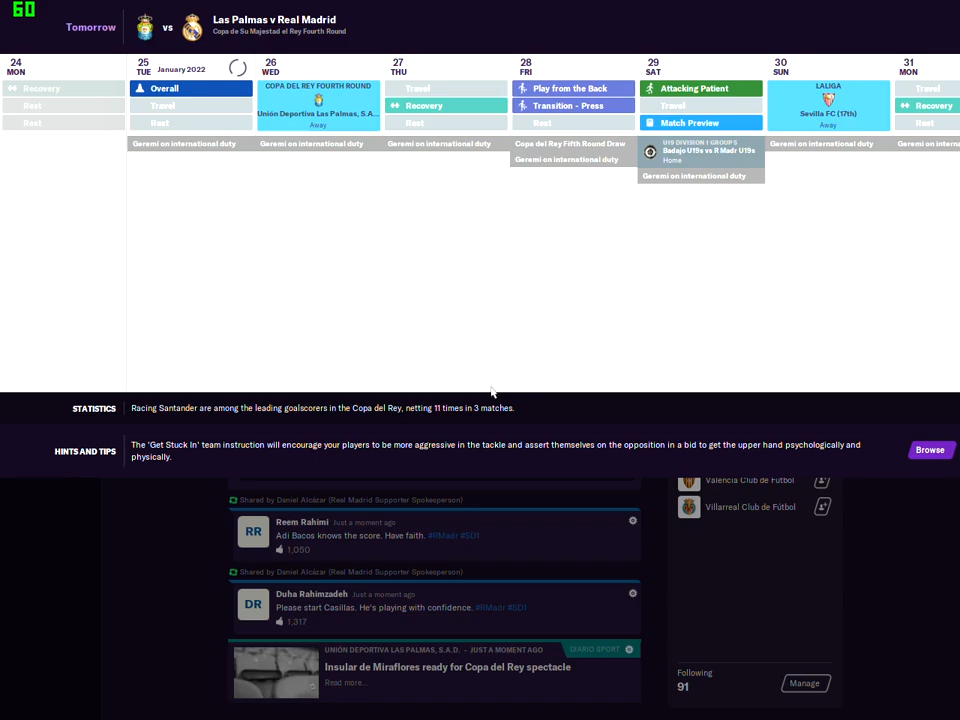 60
Tomorrow
vs
Las Palmas v Real Madrid
Copa de Su Majestad el Rey Fourth Round
24
MON
25
TUE January 2022
26
WED
27
THU
28
FRI
29
SAT
30
SUN
31
MON
Recovery
Rest
Rest
Overall
Travel
Rest
COPA DEL REY FOURTH ROUND
Unión Deportiva Las Palmas, S.A...
Away
Travel
Recovery
Rest
Play from the Back
Transition - Press
Rest
Attacking Patient
Travel
Match Preview
LALIGA
Sevilla FC (17th)
Away
Travel
Recovery
Rest
Geremi on international duty
Geremi on international duty
Geremi on international duty
Copa del Rey Fifth Round Draw
Geremi on international duty
U19 DIVISION 1 GROUP 5
Badajo U19s vs R Madr U19s
Home
Geremi on international duty
Geremi on international duty
Geremi on interna
STATISTICS
Racing Santander are among the leading goalscorers in the Copa del Rey, netting 11 times in 3 matches.
HINTS AND TIPS
The 'Get Stuck In' team instruction will encourage your players to be more aggressive in the tackle and assert themselves on the opposition in a bid to get the upper hand psychologically and
physically.
Browse
Valencia Club de Fútbol
Villarreal Club de Fútbol
Shared by Daniel Alcázar (Real Madrid Supporter Spokesperson)
RR
Reem Rahimi Just a moment ago
Adi Bacos knows the score. Have faith. #RMadr #SD1
1,050
Shared by Daniel Alcázar (Real Madrid Supporter Spokesperson)
DR
Duha Rahimzadeh Just a moment ago
Please start Casillas. He's playing with confidence. #RMadr #SD1
1,317
UNIÓN DEPORTIVA LAS PALMAS, S.A.D. - JUST A MOMENT AGO
DIARIO SPORT
Insular de Miraflores ready for Copa del Rey spectacle
Read more...
Following
91
Manage